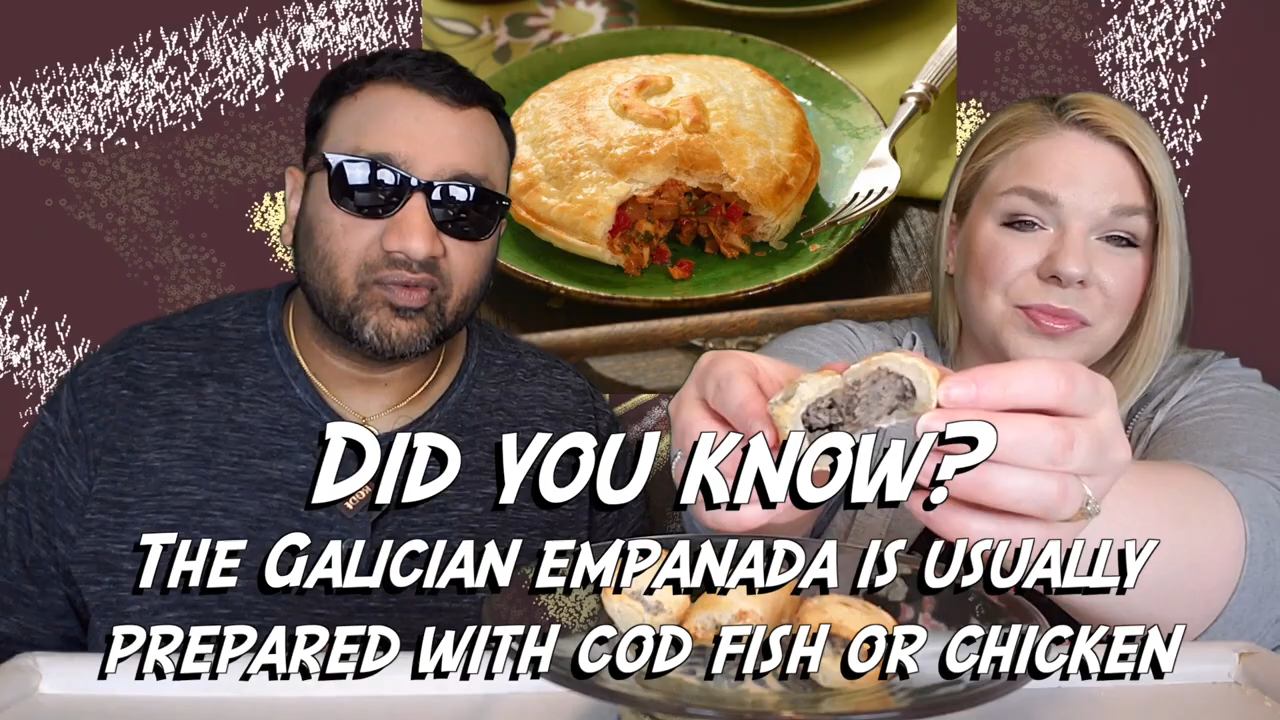 Did you know?
The Galician empanada is usually
prepared with cod fish or chicken